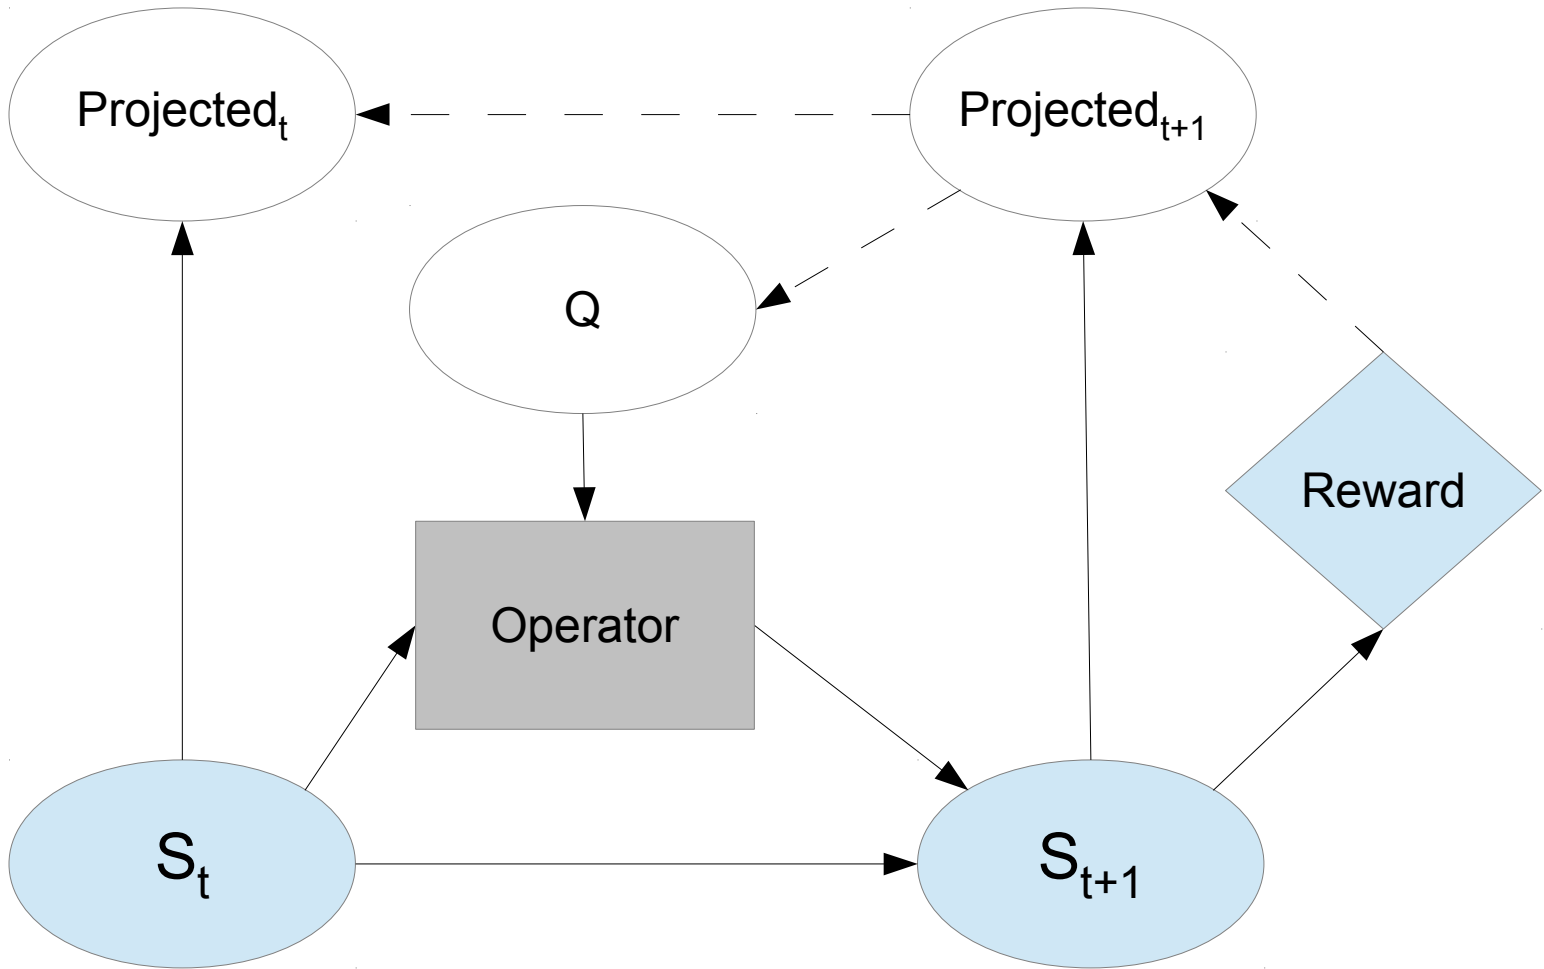 Projected_t
Projected_t+1
Q
Reward
Operator
S_t
S_t+1